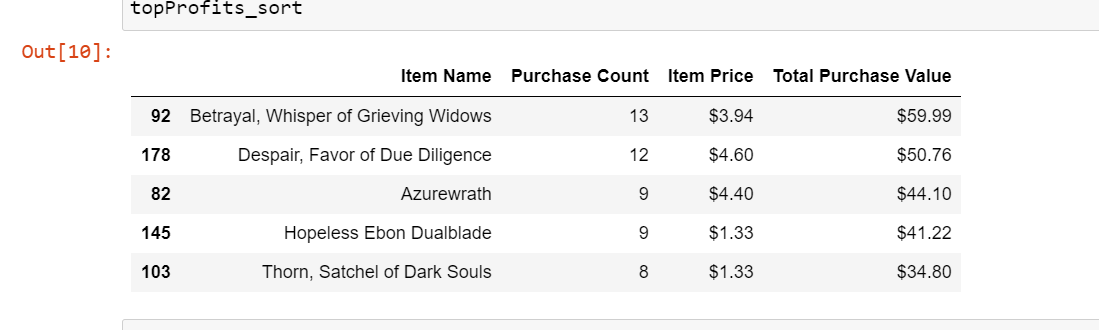 topProfits_sort
Out[10]:
Item Name Purchase Count Item Price Total Purchase Value
92 Betrayal, Whisper of Grieving Widows 13 $3.94 $59.99
178 Despair, Favor of Due Diligence 12 $4.60 $50.76
82 Azurewrath 9 $4.40 $44.10
145 Hopeless Ebon Dualblade 9 $1.33 $41.22
103 Thorn, Satchel of Dark Souls 8 $1.33 $34.80